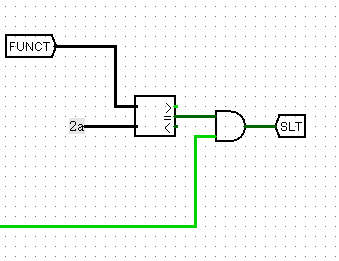 FUNCT
>
=
2a
<
SLT